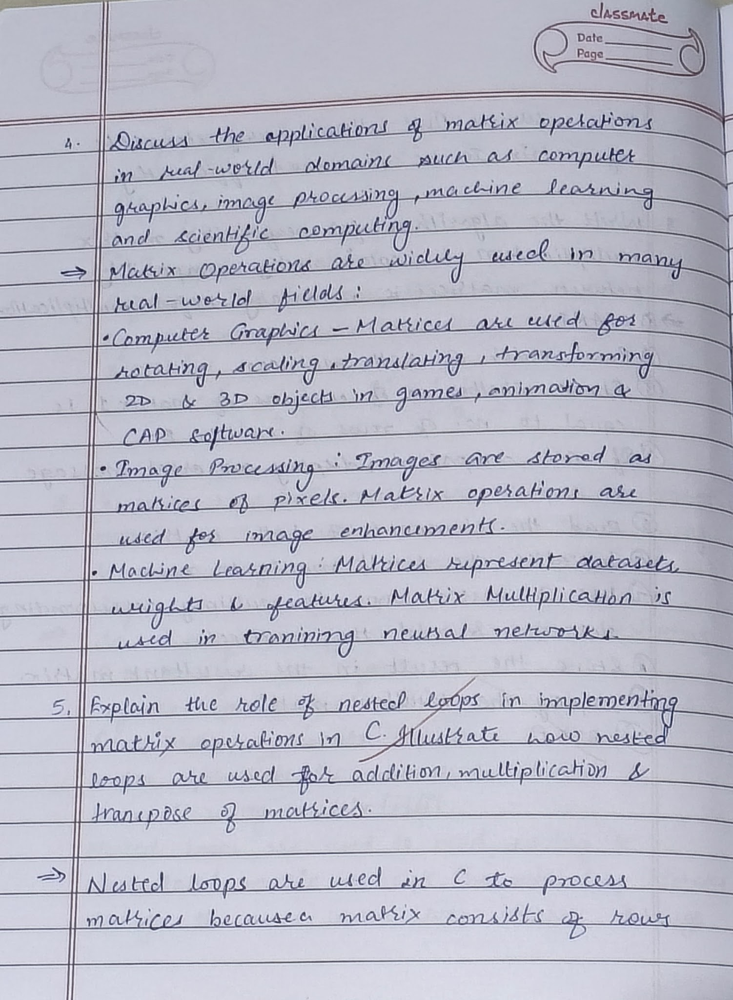 classmate
Date
Page
4. Discuss the applications of matrix operations
in real-world domains such as computer
graphics, image processing, machine learning
and scientific computing.
⇒ Matrix Operations are widely used in many
real-world fields:
• Computer Graphics - Matrices are used for
rotating, scaling, translating, transforming
2D & 3D objects in games, animation &
CAD software.
• Image Processing: Images are stored as
matrices of pixels. Matrix operations are
used for image enhancements.
• Machine Learning: Matrices represent datasets,
weights & features. Matrix Multiplication is
used in tranining neural networks.
5. Explain the role of nested loops in implementing
matrix operations in C. Illustrate how nested
loops are used for addition, multiplication &
transpose of matrices.
⇒ Nested loops are used in C to process
matrices because a matrix consists of rows